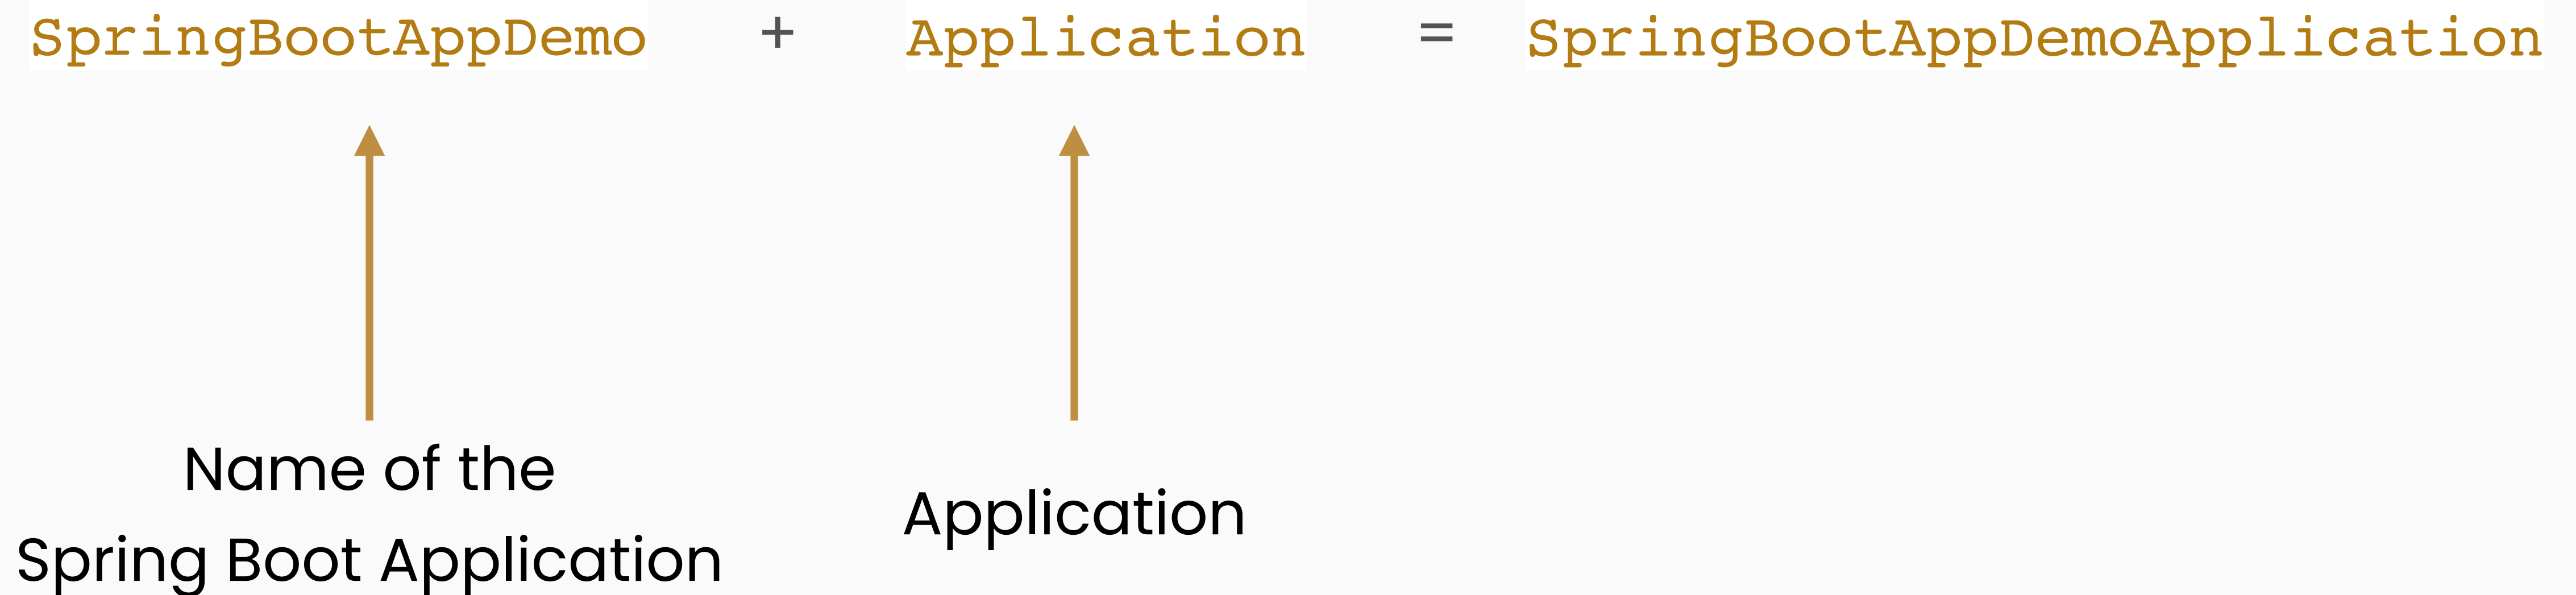 SpringBootAppDemo + Application = SpringBootAppDemoApplication
Name of the
Spring Boot Application
Application